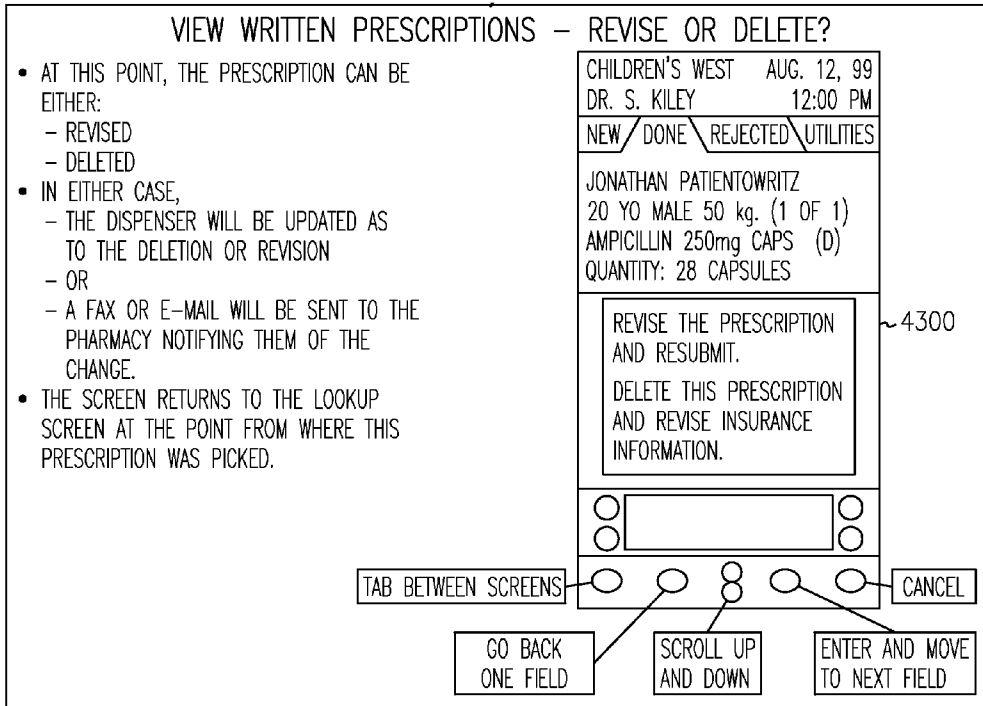 VIEW WRITTEN PRESCRIPTIONS – REVISE OR DELETE?
• AT THIS POINT, THE PRESCRIPTION CAN BE
EITHER:
– REVISED
– DELETED
• IN EITHER CASE,
– THE DISPENSER WILL BE UPDATED AS
TO THE DELETION OR REVISION
– OR
– A FAX OR E–MAIL WILL BE SENT TO THE
PHARMACY NOTIFYING THEM OF THE
CHANGE.
• THE SCREEN RETURNS TO THE LOOKUP
SCREEN AT THE POINT FROM WHERE THIS
PRESCRIPTION WAS PICKED.
CHILDREN'S WEST AUG. 12, 99
DR. S. KILEY 12:00 PM
NEW DONE REJECTED UTILITIES
JONATHAN PATIENTOWRITZ
20 YO MALE 50 kg. (1 OF 1)
AMPICILLIN 250mg CAPS (D)
QUANTITY: 28 CAPSULES
REVISE THE PRESCRIPTION
AND RESUBMIT.
DELETE THIS PRESCRIPTION
AND REVISE INSURANCE
INFORMATION.
4300
TAB BETWEEN SCREENS
CANCEL
GO BACK
ONE FIELD
SCROLL UP
AND DOWN
ENTER AND MOVE
TO NEXT FIELD